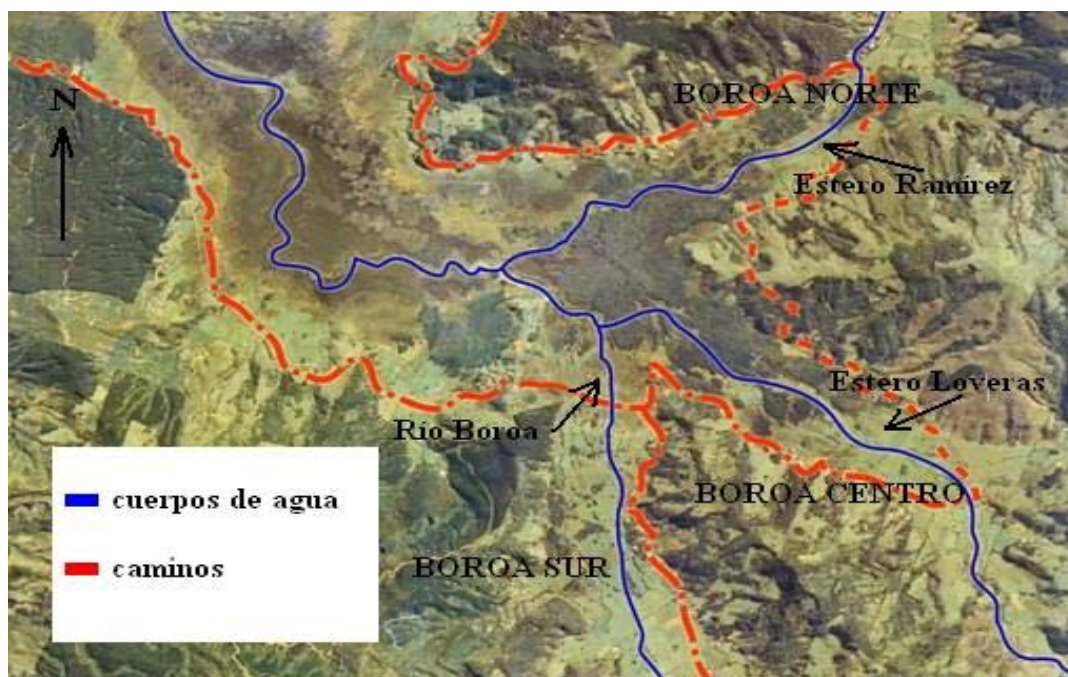 N
BOROA NORTE
Estero Ramírez
Estero Loveras
Río Boroa
BOROA CENTRO
cuerpos de agua
caminos
BOROA SUR